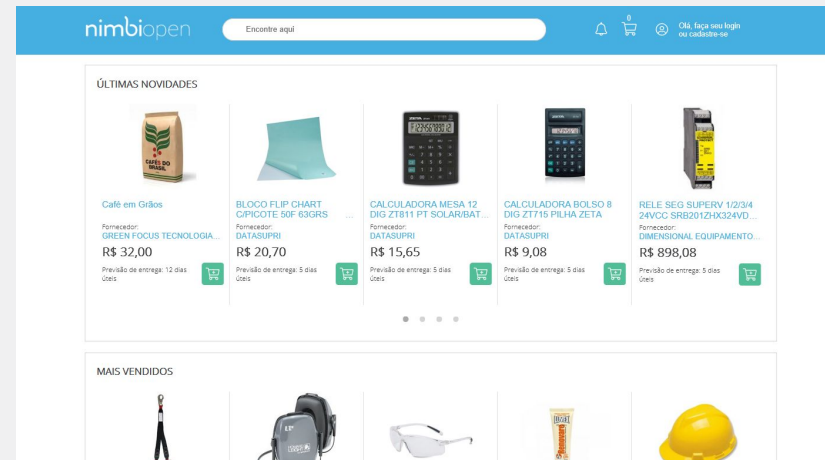 nimbiopen
Encontre aqui
0
Olá, faça seu login
ou cadastre-se
ÚLTIMAS NOVIDADES
CAFÉS DO
BRASIL
Café em Grãos
Fornecedor:
GREEN FOCUS TECNOLOGIA...
R$ 32,00
Previsão de entrega: 12 dias
úteis
BLOCO FLIP CHART
C/PICOTE 50F 63GRS ...
Fornecedor:
DATASUPRI
R$ 20,70
Previsão de entrega: 5 dias
úteis
CALCULADORA MESA 12
DIG ZT811 PT SOLAR/BAT...
Fornecedor:
DATASUPRI
R$ 15,65
Previsão de entrega: 5 dias
úteis
CALCULADORA BOLSO 8
DIG ZT715 PILHA ZETA
Fornecedor:
DATASUPRI
R$ 9,08
Previsão de entrega: 5 dias
úteis
RELE SEG SUPERV 1/2/3/4
24VCC SRB201ZHX324VD...
Fornecedor:
DIMENSIONAL EQUIPAMENTO...
R$ 898,08
Previsão de entrega: 5 dias
úteis
MAIS VENDIDOS